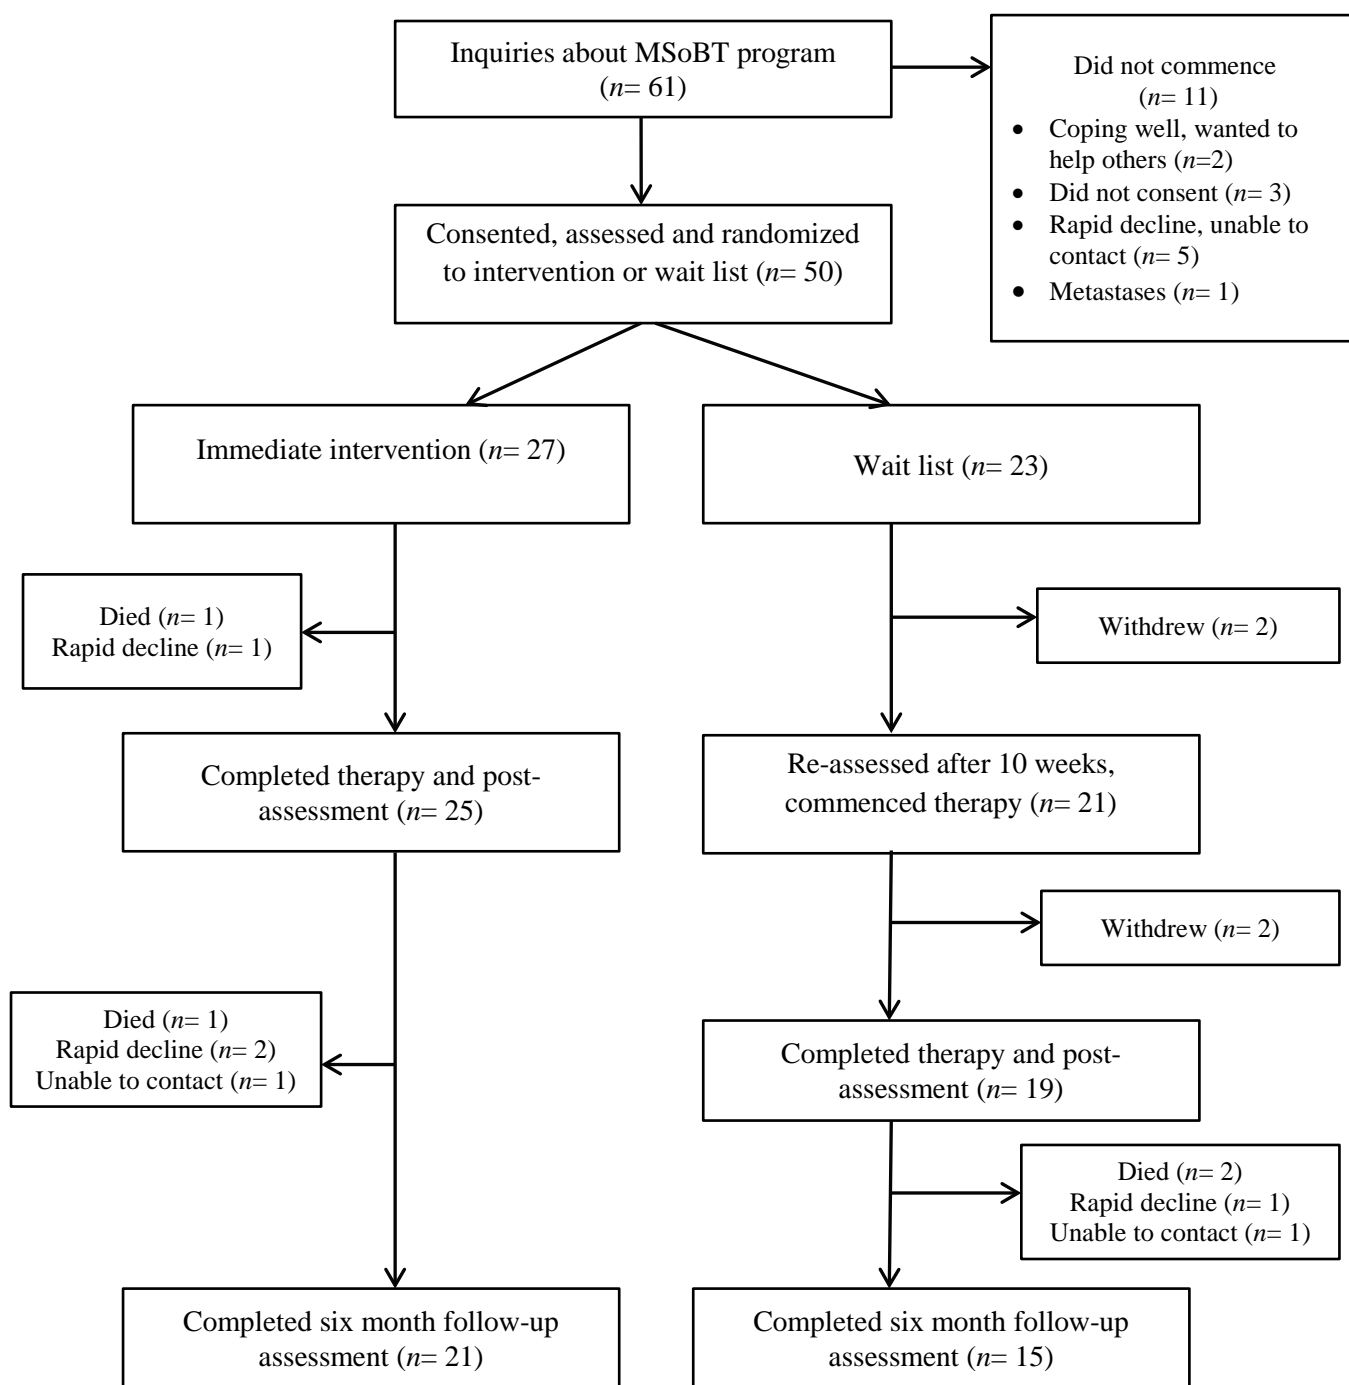 Inquiries about MSoBT program
(n= 61)
Did not commence
(n= 11)
• Coping well, wanted to
help others (n=2)
• Did not consent (n= 3)
• Rapid decline, unable to
contact (n= 5)
• Metastases (n= 1)
Consented, assessed and randomized
to intervention or wait list (n= 50)
Immediate intervention (n= 27)
Wait list (n= 23)
Died (n= 1)
Rapid decline (n= 1)
Withdrew (n= 2)
Completed therapy and post-
assessment (n= 25)
Re-assessed after 10 weeks,
commenced therapy (n= 21)
Withdrew (n= 2)
Died (n= 1)
Rapid decline (n= 2)
Unable to contact (n= 1)
Completed therapy and post-
assessment (n= 19)
Died (n= 2)
Rapid decline (n= 1)
Unable to contact (n= 1)
Completed six month follow-up
assessment (n= 21)
Completed six month follow-up
assessment (n= 15)